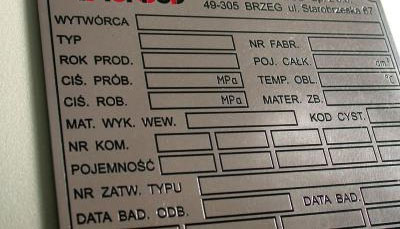 49-305 BRZEG ul. Starobrzeska 67
WYTWÓRCA
TYP NR FABR.
ROK PROD. POJ. CAŁK. dm³
CIŚ. PRÓB. MPa TEMP. OBL. °C
CIŚ. ROB. MPa MATER. ZB.
MAT. WYK. WEW. KOD CYST.
NR KOM.
POJEMNOŚĆ
NR ZATW. TYPU
DATA BAD. ODB. DATA BAD.